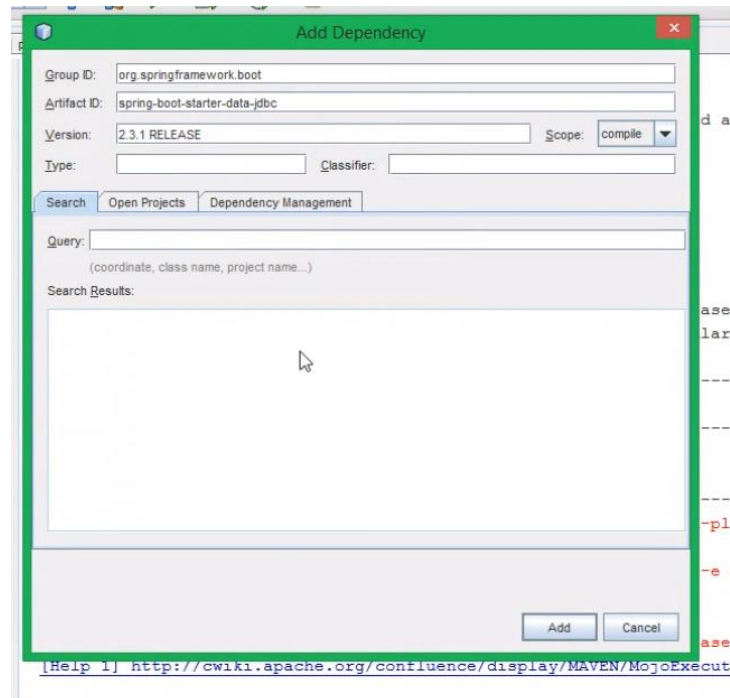 Add Dependency
Group ID: org.springframework.boot
Artifact ID: spring-boot-starter-data-jdbc
d a
Version: 2.3.1 RELEASE Scope: compile
Type: Classifier:
Search Open Projects Dependency Management
Query:
(coordinate, class name, project name...)
Search Results:
ase
lar
---
---
---
-pl
-e
Add Cancel
ase
[Help 1] http://cwiki.apache.org/confluence/display/MAVEN/MojoExecut